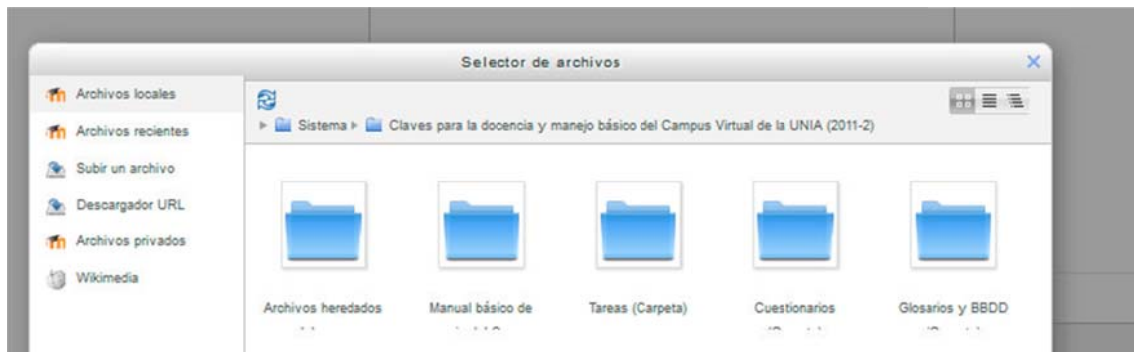 Selector de archivos
Archivos locales
Archivos recientes
Subir un archivo
Descargador URL
Archivos privados
Wikimedia
Sistema
Claves para la docencia y manejo básico del Campus Virtual de la UNIA (2011-2)
Archivos heredados
Manual básico de
Tareas (Carpeta)
Cuestionarios
Glosarios y BBDD